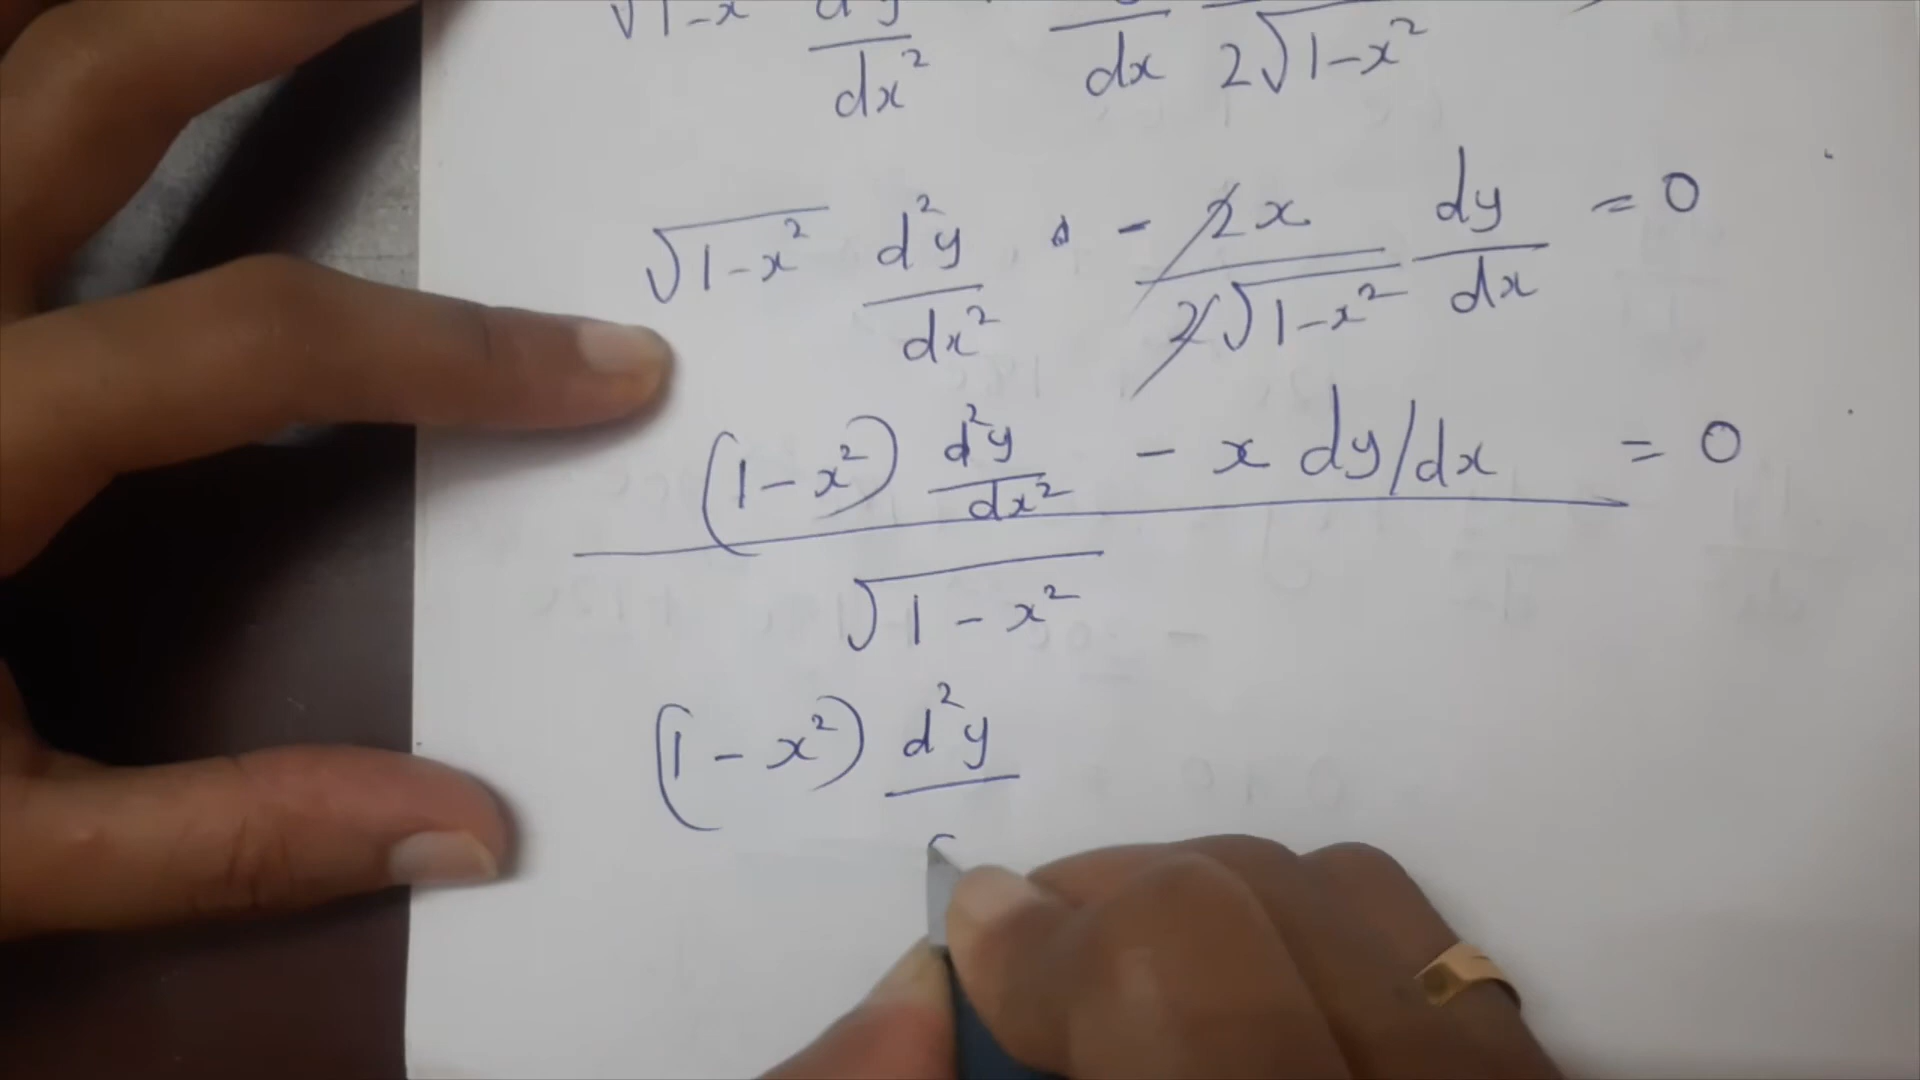 √1-x d y / dx² dx 2√1-x²
√1-x² d²y/dx² - 2x/2√1-x² dy/dx = 0
(1-x²) d²y/dx² - x dy/dx = 0
√1-x²
(1-x²) d²y